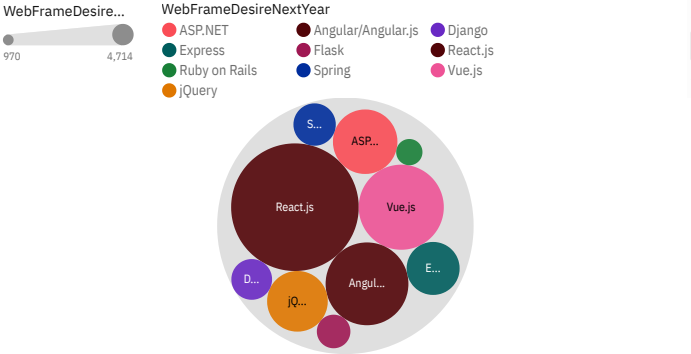 WebFrameDesire...
970
4,714
WebFrameDesireNextYear
ASP.NET
Angular/Angular.js
Django
Express
Flask
React.js
Ruby on Rails
Spring
Vue.js
jQuery
S...
ASP...
React.js
Vue.js
E...
D...
Angul...
jQ...